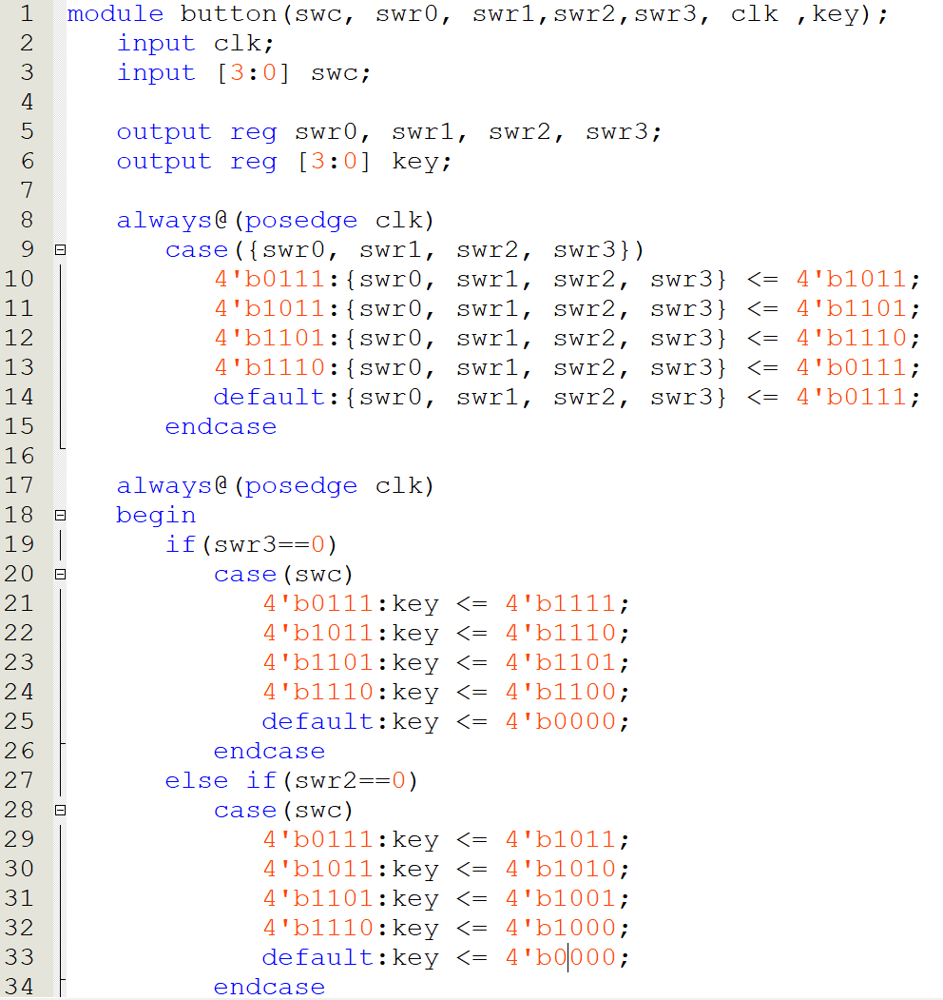 1 module button(swc, swr0, swr1,swr2,swr3, clk ,key);
2 input clk;
3 input [3:0] swc;
4
5 output reg swr0, swr1, swr2, swr3;
6 output reg [3:0] key;
7
8 always@(posedge clk)
9 case({swr0, swr1, swr2, swr3})
10 4'b0111:{swr0, swr1, swr2, swr3} <= 4'b1011;
11 4'b1011:{swr0, swr1, swr2, swr3} <= 4'b1101;
12 4'b1101:{swr0, swr1, swr2, swr3} <= 4'b1110;
13 4'b1110:{swr0, swr1, swr2, swr3} <= 4'b0111;
14 default:{swr0, swr1, swr2, swr3} <= 4'b0111;
15 endcase
16
17 always@(posedge clk)
18 begin
19 if(swr3==0)
20 case(swc)
21 4'b0111:key <= 4'b1111;
22 4'b1011:key <= 4'b1110;
23 4'b1101:key <= 4'b1101;
24 4'b1110:key <= 4'b1100;
25 default:key <= 4'b0000;
26 endcase
27 else if(swr2==0)
28 case(swc)
29 4'b0111:key <= 4'b1011;
30 4'b1011:key <= 4'b1010;
31 4'b1101:key <= 4'b1001;
32 4'b1110:key <= 4'b1000;
33 default:key <= 4'b0000;
34 endcase